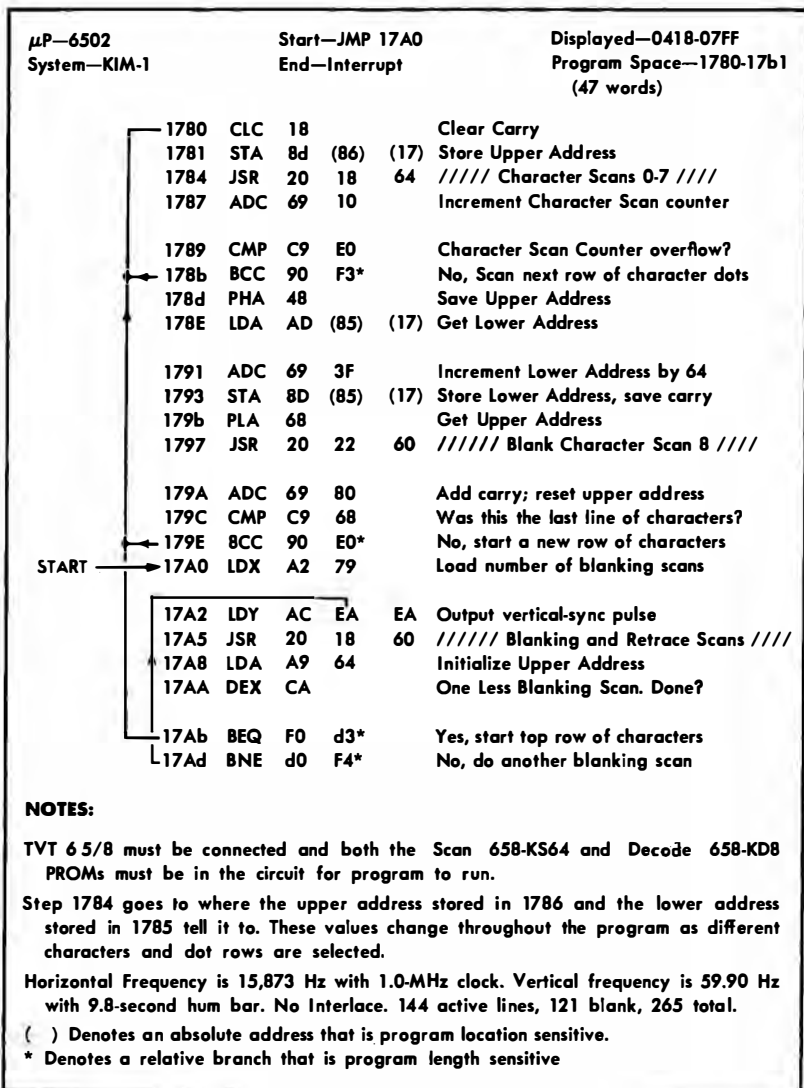 µP—6502 Start—JMP 17A0 Displayed—0418-07FF
System—KIM-1 End—Interrupt Program Space—1780-17b1
(47 words)
1780 CLC 18 Clear Carry
1781 STA 8d (86) (17) Store Upper Address
1784 JSR 20 18 64 ///// Character Scans 0-7 ////
1787 ADC 69 10 Increment Character Scan counter
1789 CMP C9 E0 Character Scan Counter overflow?
178b BCC 90 F3* No, Scan next row of character dots
178d PHA 48 Save Upper Address
178E LDA AD (85) (17) Get Lower Address
1791 ADC 69 3F Increment Lower Address by 64
1793 STA 8D (85) (17) Store Lower Address, save carry
179b PLA 68 Get Upper Address
1797 JSR 20 22 60 ////// Blank Character Scan 8 ////
179A ADC 69 80 Add carry; reset upper address
179C CMP C9 68 Was this the last line of characters?
179E 8CC 90 E0* No, start a new row of characters
START 17A0 LDX A2 79 Load number of blanking scans
17A2 LDY AC EA EA Output vertical-sync pulse
17A5 JSR 20 18 60 ////// Blanking and Retrace Scans ////
17A8 LDA A9 64 Initialize Upper Address
17AA DEX CA One Less Blanking Scan. Done?
17Ab BEQ F0 d3* Yes, start top row of characters
17Ad BNE d0 F4* No, do another blanking scan
NOTES:
TVT 6 5/8 must be connected and both the Scan 658-KS64 and Decode 658-KD8
PROMs must be in the circuit for program to run.
Step 1784 goes to where the upper address stored in 1786 and the lower address
stored in 1785 tell it to. These values change throughout the program as different
characters and dot rows are selected.
Horizontal Frequency is 15,873 Hz with 1.0-MHz clock. Vertical frequency is 59.90 Hz
with 9.8-second hum bar. No Interlace. 144 active lines, 121 blank, 265 total.
( ) Denotes an absolute address that is program location sensitive.
* Denotes a relative branch that is program length sensitive